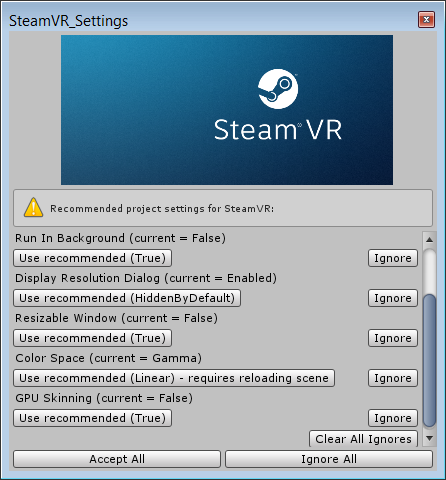 SteamVR_Settings
Steam®VR
Recommended project settings for SteamVR:
Run In Background (current = False)
Use recommended (True) Ignore
Display Resolution Dialog (current = Enabled)
Use recommended (HiddenByDefault) Ignore
Resizable Window (current = False)
Use recommended (True) Ignore
Color Space (current = Gamma)
Use recommended (Linear) - requires reloading scene Ignore
GPU Skinning (current = False)
Use recommended (True) Ignore
Clear All Ignores
Accept All Ignore All